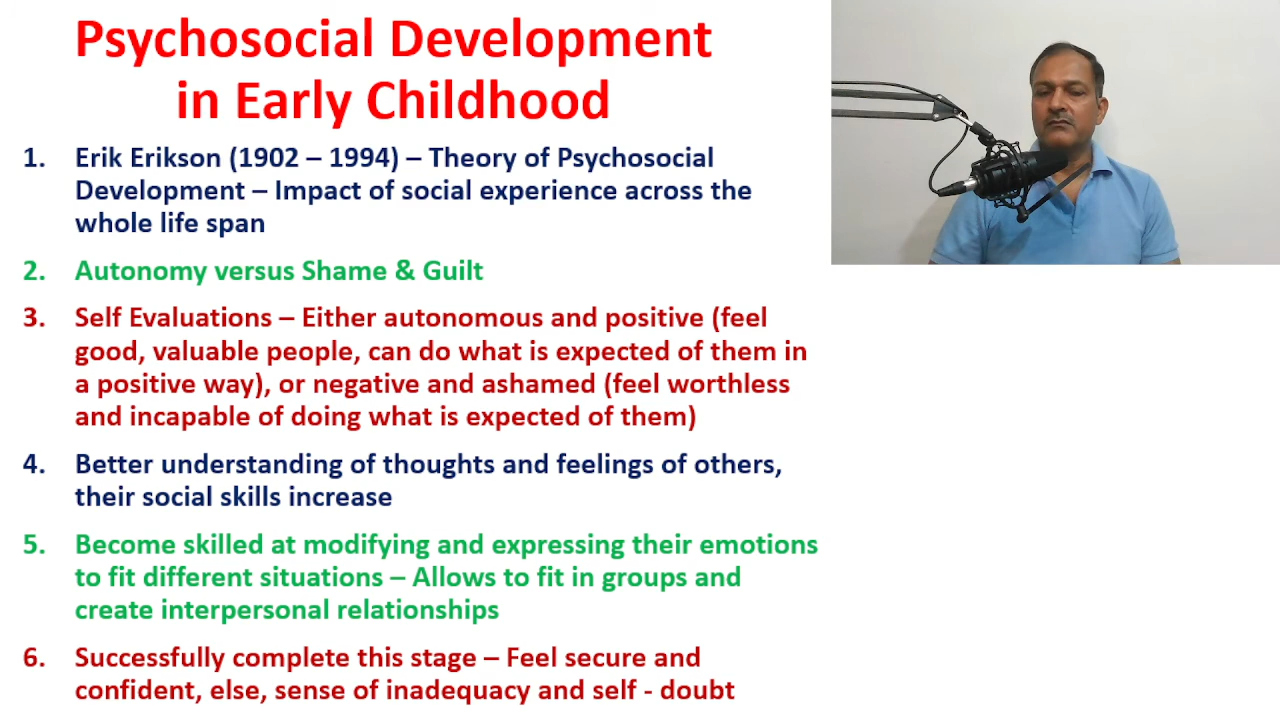 Psychosocial Development
in Early Childhood
1. Erik Erikson (1902 – 1994) – Theory of Psychosocial
Development – Impact of social experience across the
whole life span
2. Autonomy versus Shame & Guilt
3. Self Evaluations – Either autonomous and positive (feel
good, valuable people, can do what is expected of them in
a positive way), or negative and ashamed (feel worthless
and incapable of doing what is expected of them)
4. Better understanding of thoughts and feelings of others,
their social skills increase
5. Become skilled at modifying and expressing their emotions
to fit different situations – Allows to fit in groups and
create interpersonal relationships
6. Successfully complete this stage – Feel secure and
confident, else, sense of inadequacy and self - doubt